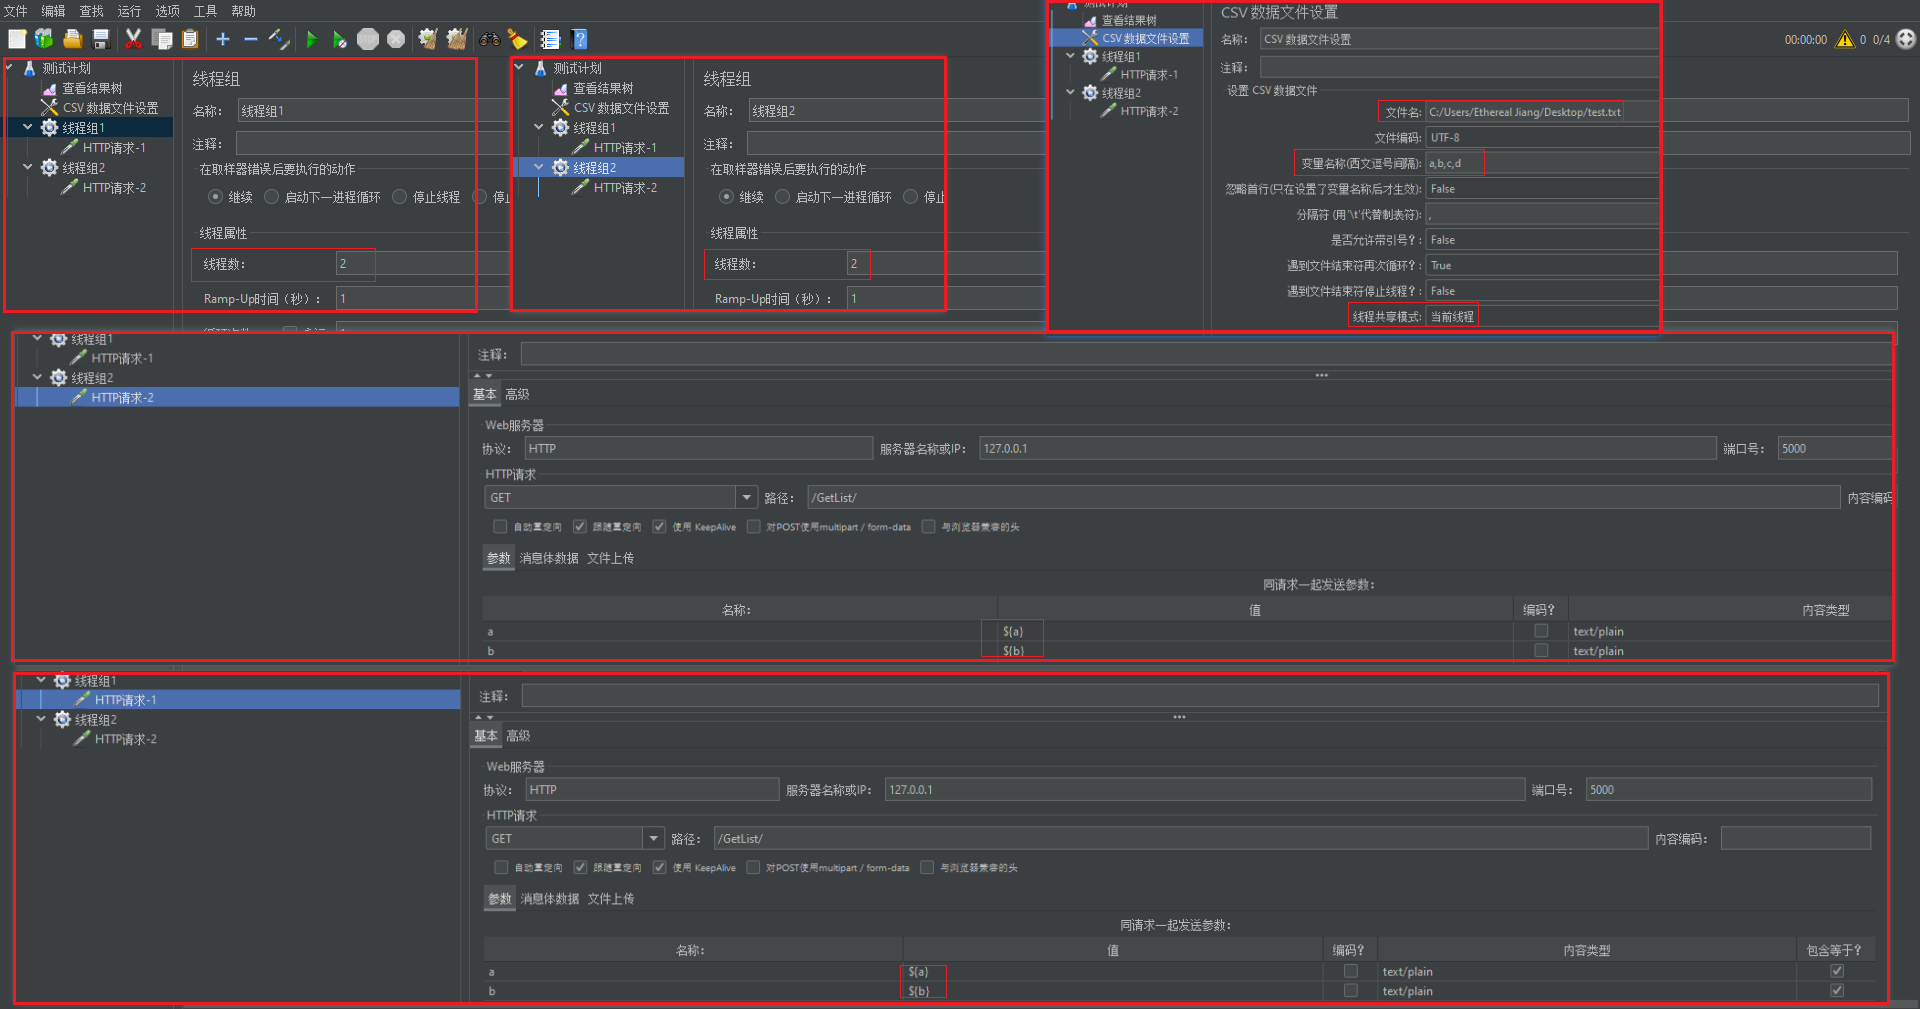 文件 编辑 查找 运行 选项 工具 帮助
00:00:00 0 0/4
测试计划
查看结果树
CSV 数据文件设置
线程组1
HTTP请求-1
线程组2
HTTP请求-2
线程组
名称: 线程组1
注释:
在取样器错误后要执行的动作
继续 启动下一进程循环 停止线程 停止
线程属性
线程数: 2
Ramp-Up时间（秒）: 1
测试计划
查看结果树
CSV 数据文件设置
线程组1
HTTP请求-1
线程组2
HTTP请求-2
线程组
名称: 线程组2
注释:
在取样器错误后要执行的动作
继续 启动下一进程循环 停止
线程属性
线程数: 2
Ramp-Up时间（秒）: 1
测试计划
查看结果树
CSV 数据文件设置
线程组1
HTTP请求-1
线程组2
HTTP请求-2
CSV 数据文件设置
名称: CSV 数据文件设置
注释:
设置 CSV 数据文件
文件名: C:/Users/Ethereal Jiang/Desktop/test.txt
文件编码: UTF-8
变量名称(西文逗号间隔): a,b,c,d
忽略首行(只在设置了变量名称后才生效): False
分隔符 (用'\t'代替制表符): ,
是否允许带引号?: False
遇到文件结束符再次循环?: True
遇到文件结束符停止线程?: False
线程共享模式: 当前线程
线程组1
HTTP请求-1
线程组2
HTTP请求-2
注释:
基本 高级
Web服务器
协议: HTTP 服务器名称或IP: 127.0.0.1 端口号: 5000
HTTP请求
GET 路径: /GetList/ 内容编码
自动重定向 跟随重定向 使用 KeepAlive 对POST使用multipart / form-data 与浏览器兼容的头
参数 消息体数据 文件上传
同请求一起发送参数:
名称: 值 编码? 内容类型
a ${a} text/plain
b ${b} text/plain
线程组1
HTTP请求-1
线程组2
HTTP请求-2
注释:
基本 高级
Web服务器
协议: HTTP 服务器名称或IP: 127.0.0.1 端口号: 5000
HTTP请求
GET 路径: /GetList/ 内容编码:
自动重定向 跟随重定向 使用 KeepAlive 对POST使用multipart / form-data 与浏览器兼容的头
参数 消息体数据 文件上传
同请求一起发送参数:
名称: 值 编码? 内容类型 包含等于?
a ${a} text/plain
b ${b} text/plain